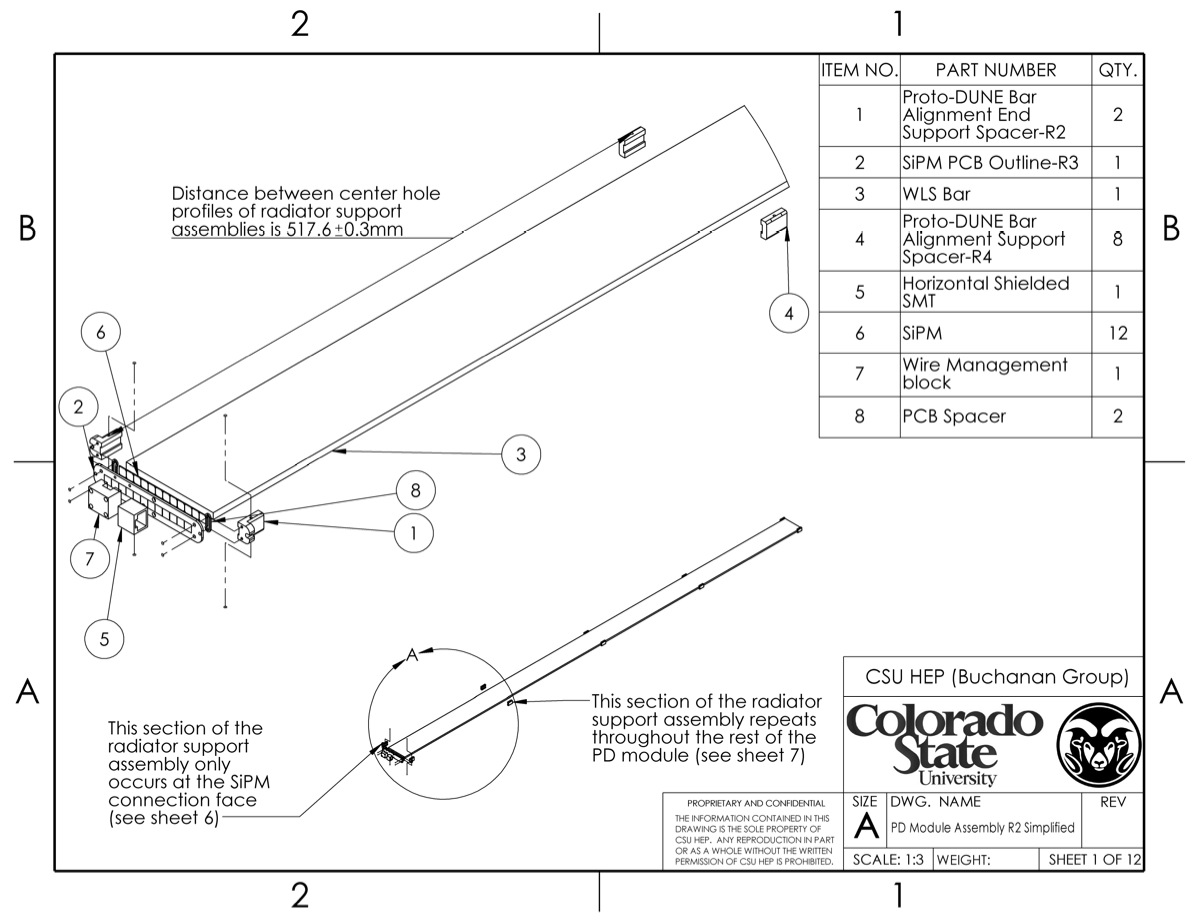 2
1
ITEM NO. PART NUMBER QTY.
1 Proto-DUNE Bar
Alignment End
Support Spacer-R2 2
2 SiPM PCB Outline-R3 1
3 WLS Bar 1
4 Proto-DUNE Bar
Alignment Support
Spacer-R4 8
5 Horizontal Shielded
SMT 1
6 SiPM 12
7 Wire Management
block 1
8 PCB Spacer 2
Distance between center hole
profiles of radiator support
assemblies is 517.6 ±0.3mm
B
B
4
6
2
3
8
1
7
5
A
A
A
This section of the radiator
support assembly repeats
throughout the rest of the
PD module (see sheet 7)
This section of the
radiator support
assembly only
occurs at the SiPM
connection face
(see sheet 6)
CSU HEP (Buchanan Group)
Colorado
State
University
PROPRIETARY AND CONFIDENTIAL
THE INFORMATION CONTAINED IN THIS
DRAWING IS THE SOLE PROPERTY OF
CSU HEP. ANY REPRODUCTION IN PART
OR AS A WHOLE WITHOUT THE WRITTEN
PERMISSION OF CSU HEP IS PROHIBITED.
SIZE DWG. NAME REV
A PD Module Assembly R2 Simplified
SCALE: 1:3 WEIGHT: SHEET 1 OF 12
2
1